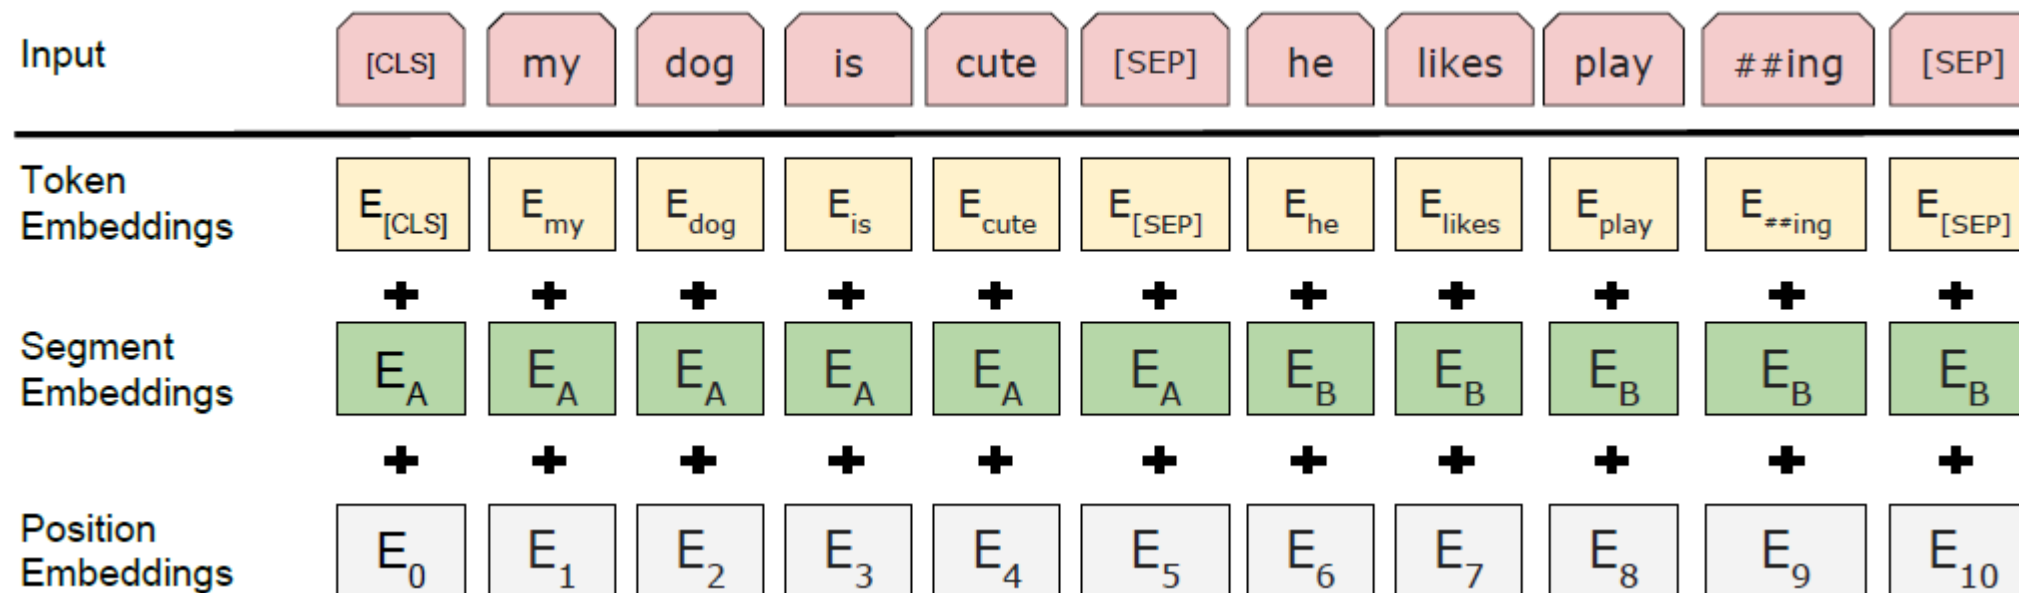 Input [CLS] my dog is cute [SEP] he likes play ##ing [SEP]
Token
Embeddings E[CLS] Emy Edog Eis Ecute E[SEP] Ehe Elikes Eplay E##ing E[SEP]
+ + + + + + + + + + +
Segment
Embeddings EA EA EA EA EA EA EB EB EB EB EB
+ + + + + + + + + + +
Position
Embeddings E0 E1 E2 E3 E4 E5 E6 E7 E8 E9 E10